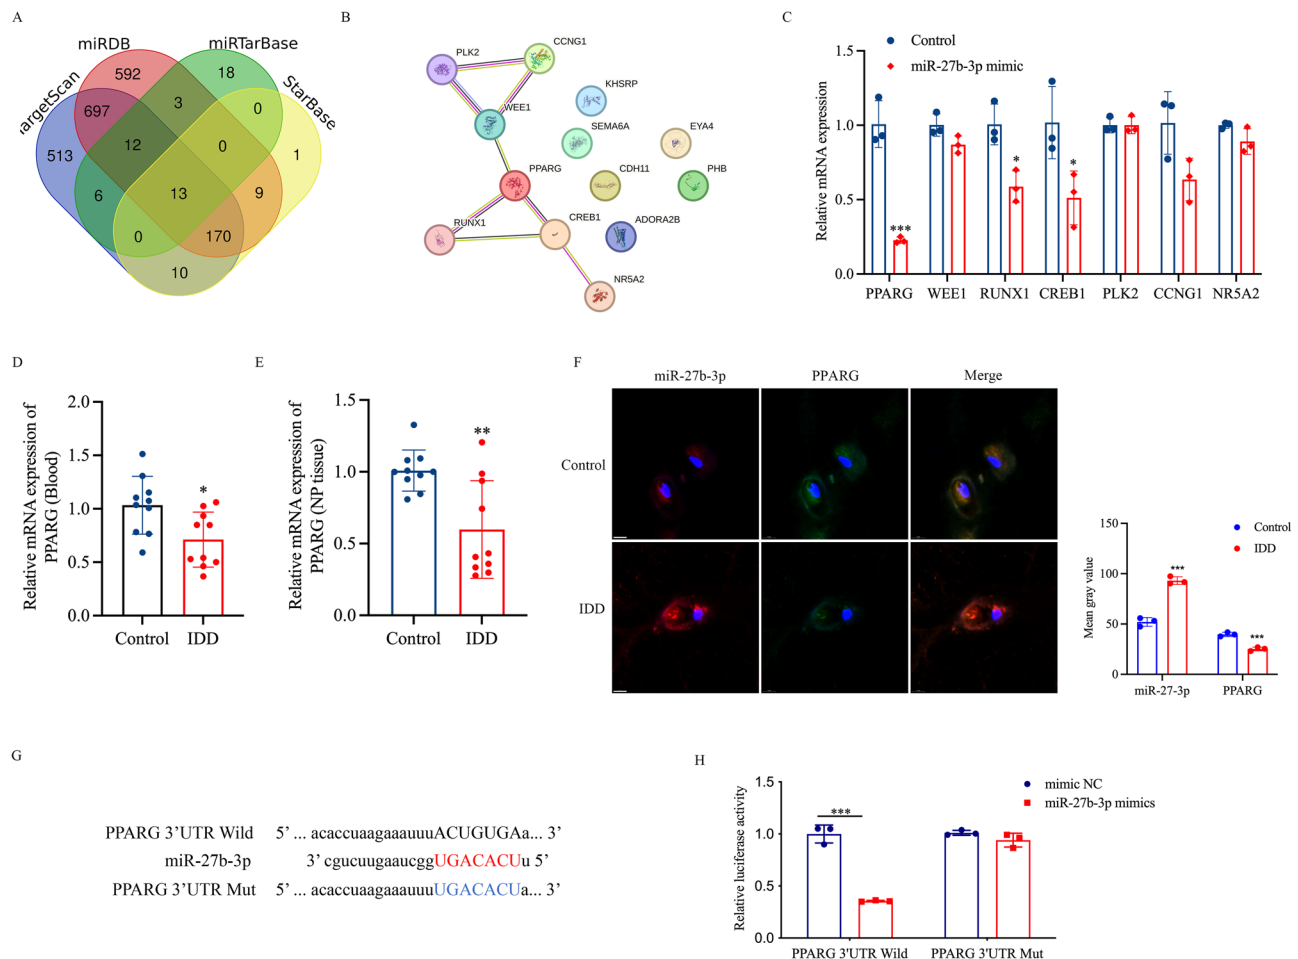 A
miRDB
miRTarBase
StarBase
592
18
697
3
0
513
12
0
1
6
13
9
0
170
10
B
PLK2
CCNG1
KHSRP
WEE1
SEMA6A
EYA4
PPARG
CDH11
PHB
RUNX1
CREB1
ADORA2B
NR5A2
C
Control
miR-27b-3p mimic
Relative mRNA expression
1.5
1.0
0.5
0.0
***
*
*
PPARG WEE1 RUNX1 CREB1 PLK2 CCNG1 NR5A2
D
Relative mRNA expression of
PPARG (Blood)
2.0
1.5
1.0
0.5
0.0
*
Control IDD
E
Relative mRNA expression of
PPARG (NP tissue)
1.5
1.0
0.5
0.0
**
Control IDD
F
miR-27b-3p PPARG Merge
Control
IDD
Control
IDD
Mean gray value
150
100
50
0
***
***
miR-27-3p PPARG
G
PPARG 3'UTR Wild 5' ... acaccuaagaaauuuACUGUGAa... 3'
miR-27b-3p 3' cgucuugaaucggUGACACUu 5'
PPARG 3'UTR Mut 5' ... acaccuaagaaauuuUGACACUa... 3'
H
mimic NC
miR-27b-3p mimics
Relative luciferase activity
1.5
1.0
0.5
0.0
***
PPARG 3'UTR Wild PPARG 3'UTR Mut